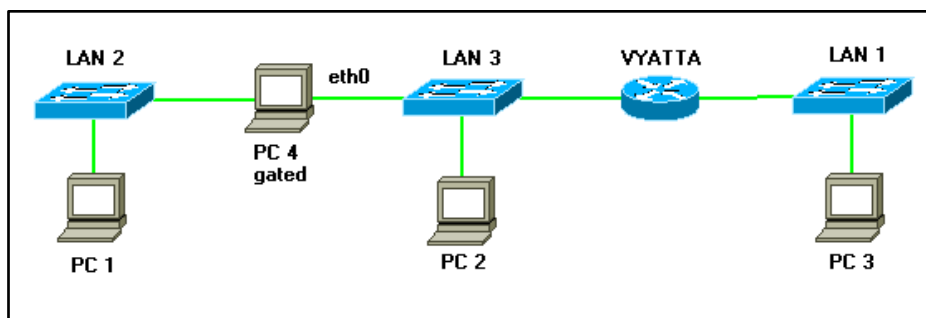 LAN 2
eth0
LAN 3
VYATTA
LAN 1
PC 4
gated
PC 1
PC 2
PC 3